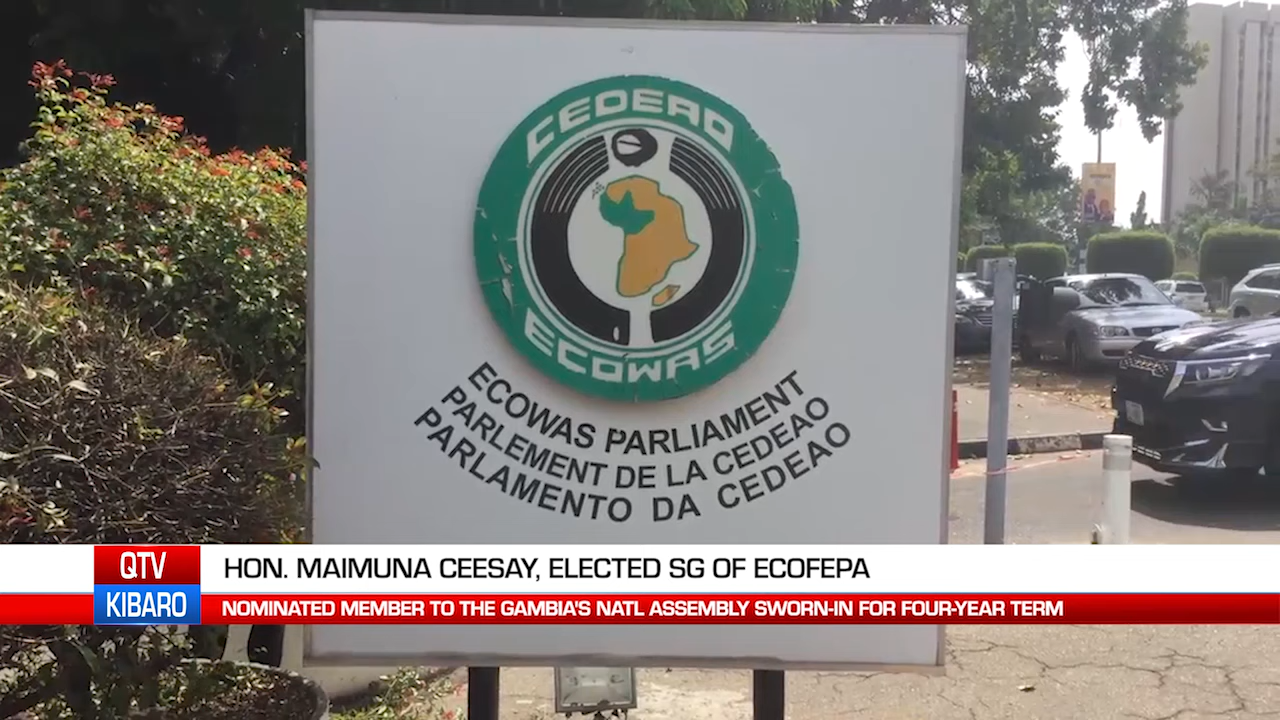 CEDEAO
ECOWAS
ECOWAS PARLIAMENT
PARLEMENT DE LA CEDEAO
PARLAMENTO DA CEDEAO
QTV
HON. MAIMUNA CEESAY, ELECTED SG OF ECOFEPA
KIBARO
NOMINATED MEMBER TO THE GAMBIA'S NATL ASSEMBLY SWORN-IN FOR FOUR-YEAR TERM